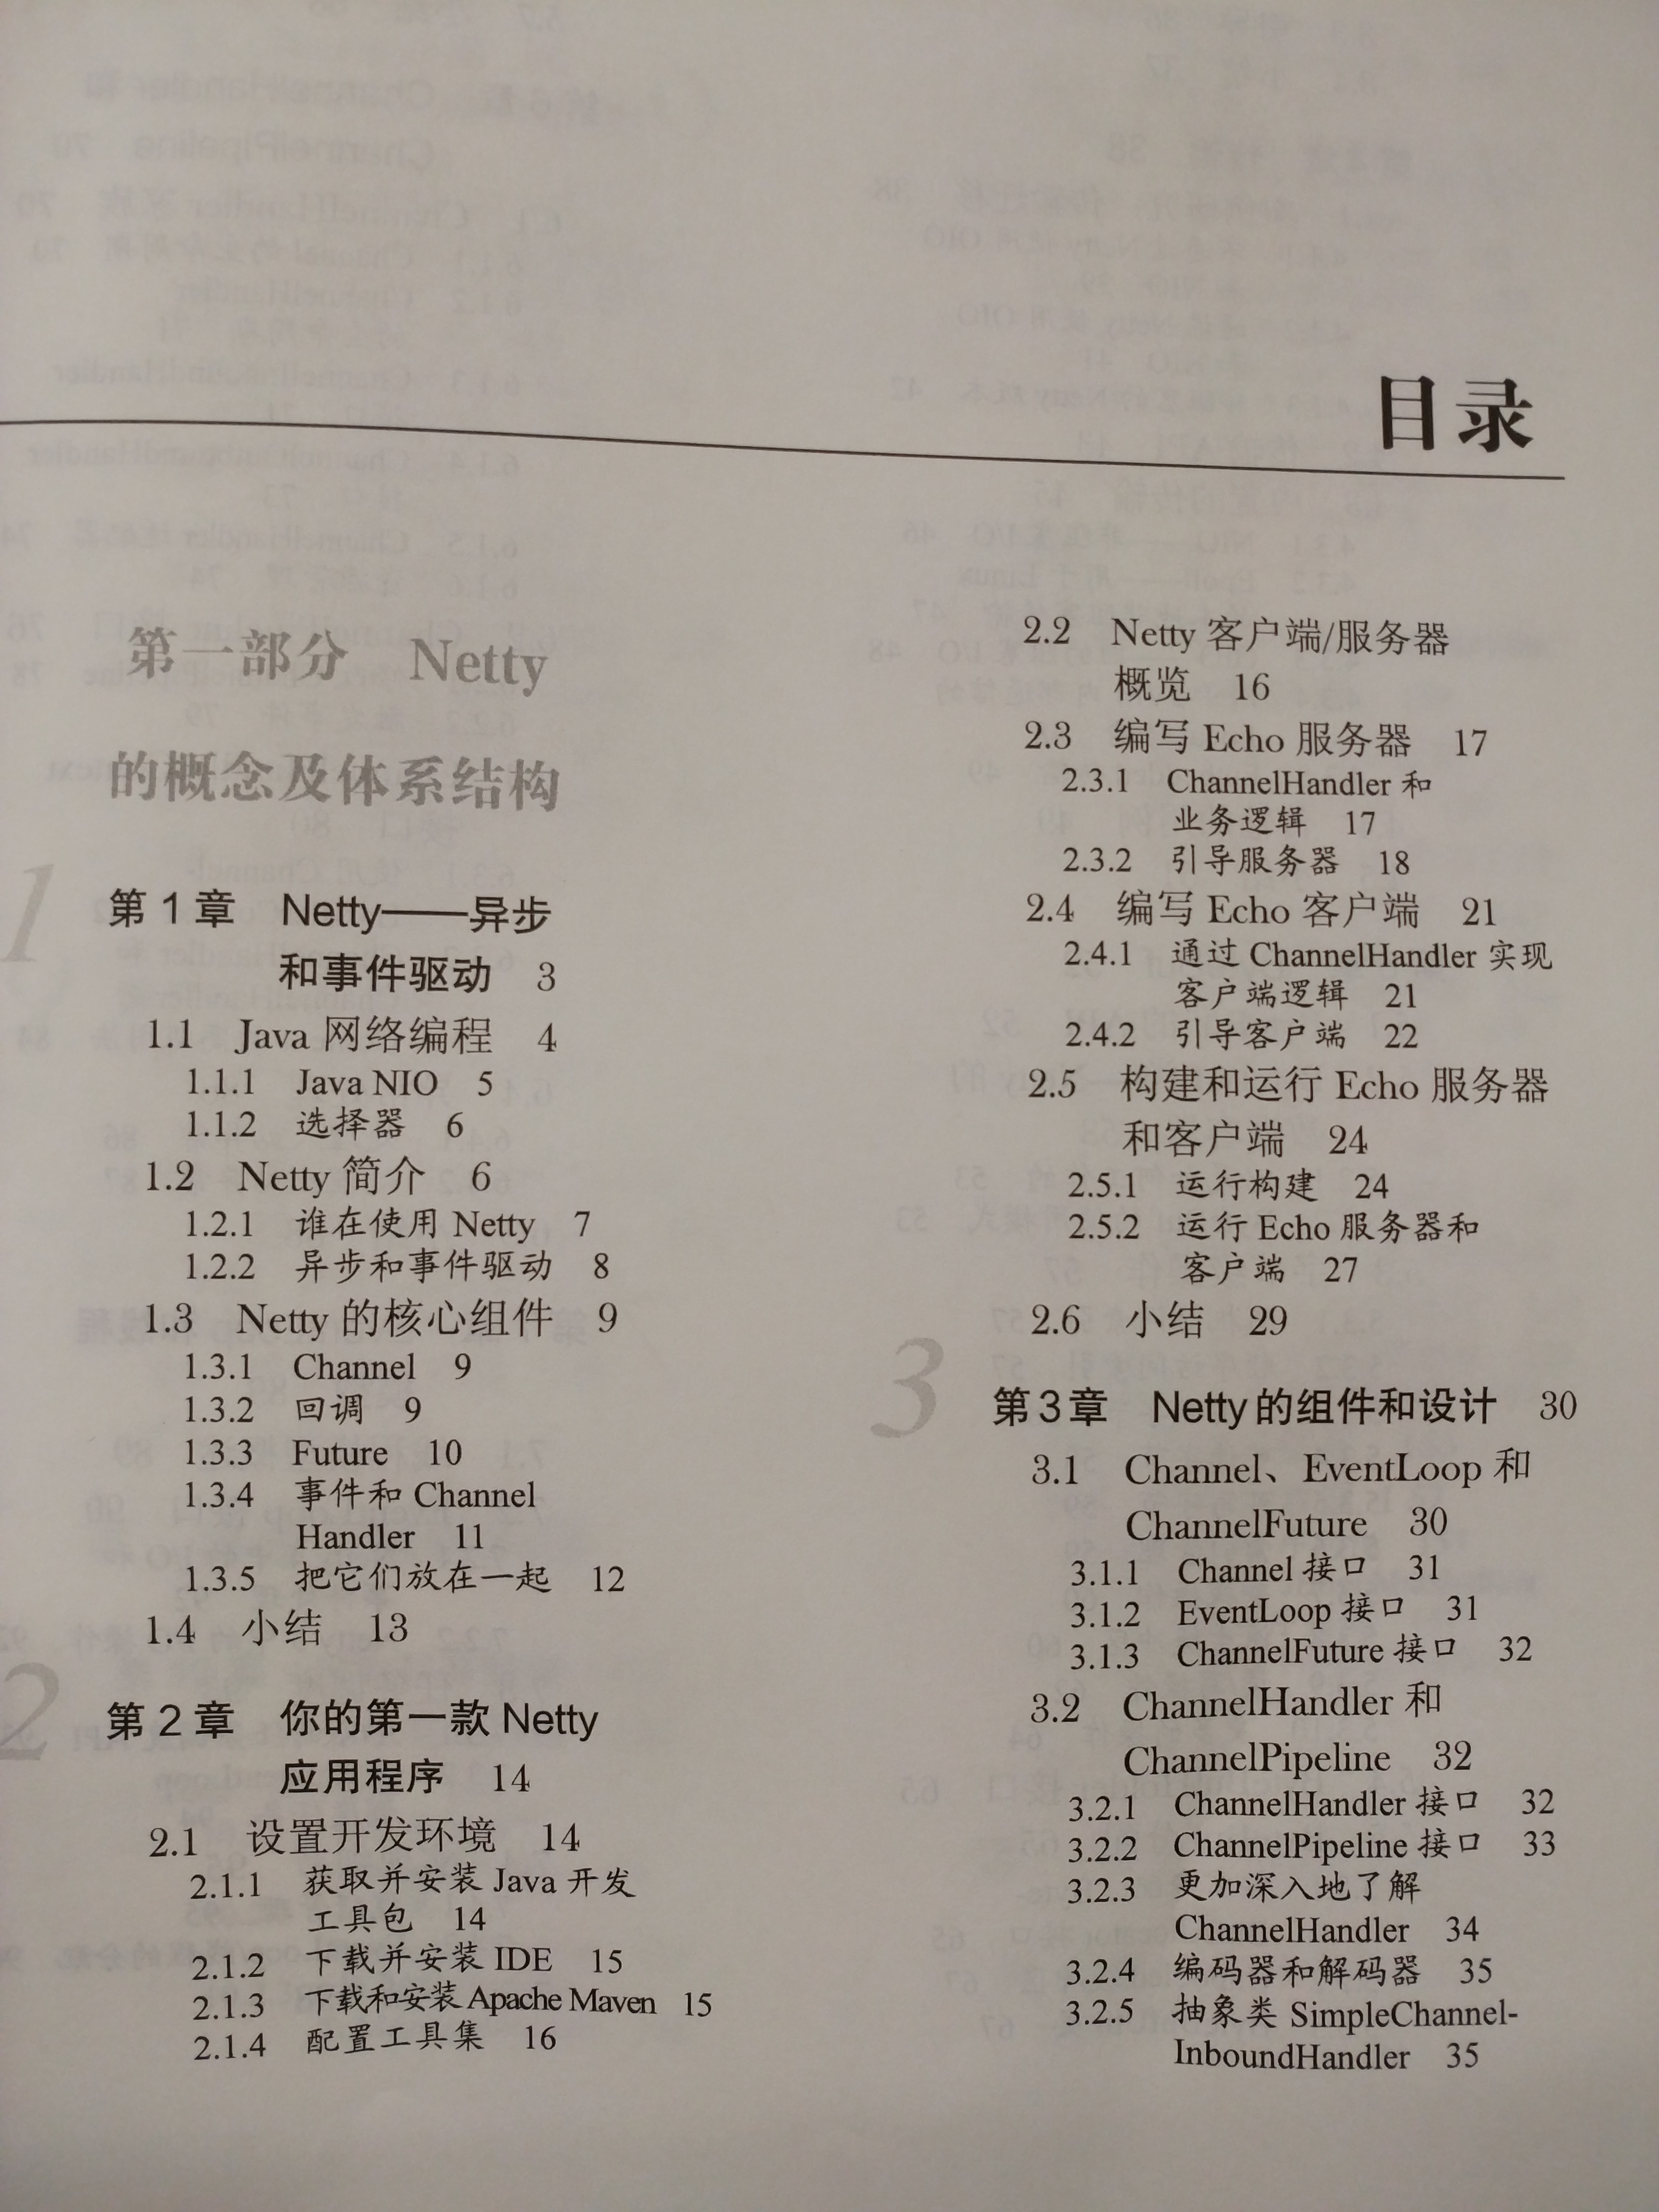 目录
第一部分 Netty
的概念及体系结构
1
第 1 章 Netty——异步
和事件驱动 3
1.1 Java 网络编程 4
1.1.1 Java NIO 5
1.1.2 选择器 6
1.2 Netty 简介 6
1.2.1 谁在使用 Netty 7
1.2.2 异步和事件驱动 8
1.3 Netty 的核心组件 9
1.3.1 Channel 9
1.3.2 回调 9
1.3.3 Future 10
1.3.4 事件和 Channel
Handler 11
1.3.5 把它们放在一起 12
1.4 小结 13
2
第 2 章 你的第一款 Netty
应用程序 14
2.1 设置开发环境 14
2.1.1 获取并安装 Java 开发
工具包 14
2.1.2 下载并安装 IDE 15
2.1.3 下载和安装 Apache Maven 15
2.1.4 配置工具集 16
2.2 Netty 客户端/服务器
概览 16
2.3 编写 Echo 服务器 17
2.3.1 ChannelHandler 和
业务逻辑 17
2.3.2 引导服务器 18
2.4 编写 Echo 客户端 21
2.4.1 通过 ChannelHandler 实现
客户端逻辑 21
2.4.2 引导客户端 22
2.5 构建和运行 Echo 服务器
和客户端 24
2.5.1 运行构建 24
2.5.2 运行 Echo 服务器和
客户端 27
2.6 小结 29
3
第 3 章 Netty 的组件和设计 30
3.1 Channel、EventLoop 和
ChannelFuture 30
3.1.1 Channel 接口 31
3.1.2 EventLoop 接口 31
3.1.3 ChannelFuture 接口 32
3.2 ChannelHandler 和
ChannelPipeline 32
3.2.1 ChannelHandler 接口 32
3.2.2 ChannelPipeline 接口 33
3.2.3 更加深入地了解
ChannelHandler 34
3.2.4 编码器和解码器 35
3.2.5 抽象类 SimpleChannel-
InboundHandler 35